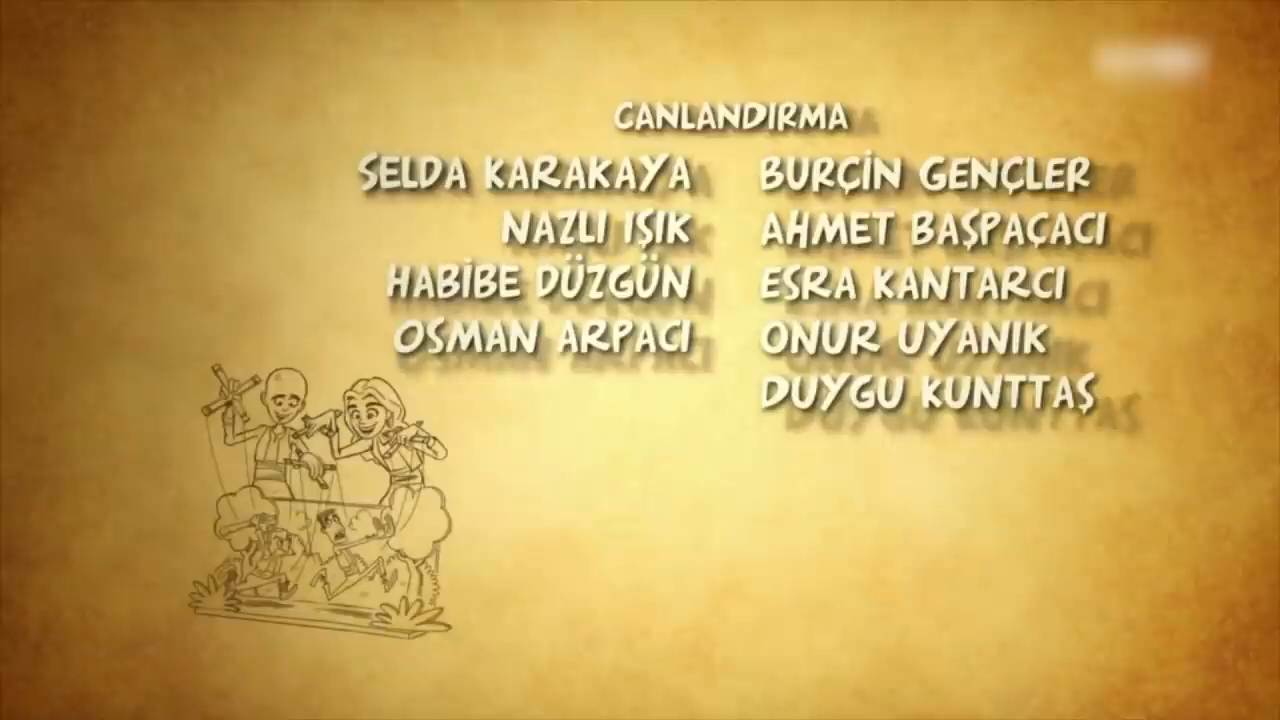 CANLANDIRMA
SELDA KARAKAYA BURÇİN GENÇLER
NAZLI IŞIK AHMET BAŞPAÇACI
HABİBE DÜZGÜN ESRA KANTARCI
OSMAN ARPACI ONUR UYANIK
DUYGU KUNTTAŞ